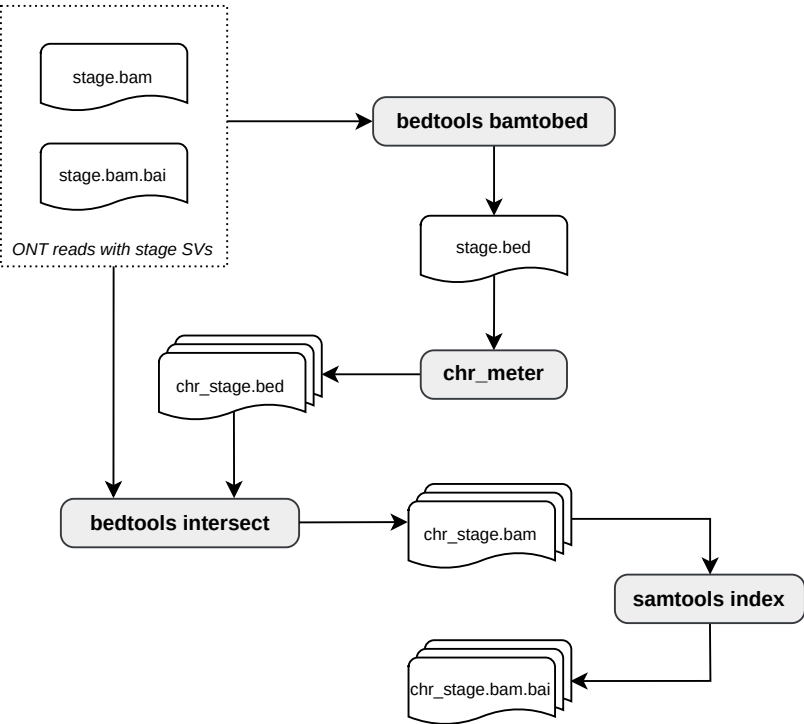 stage.bam
bedtools bamtobed
stage.bam.bai
ONT reads with stage SVs
stage.bed
chr_meter
chr_stage.bed
bedtools intersect
chr_stage.bam
samtools index
chr_stage.bam.bai